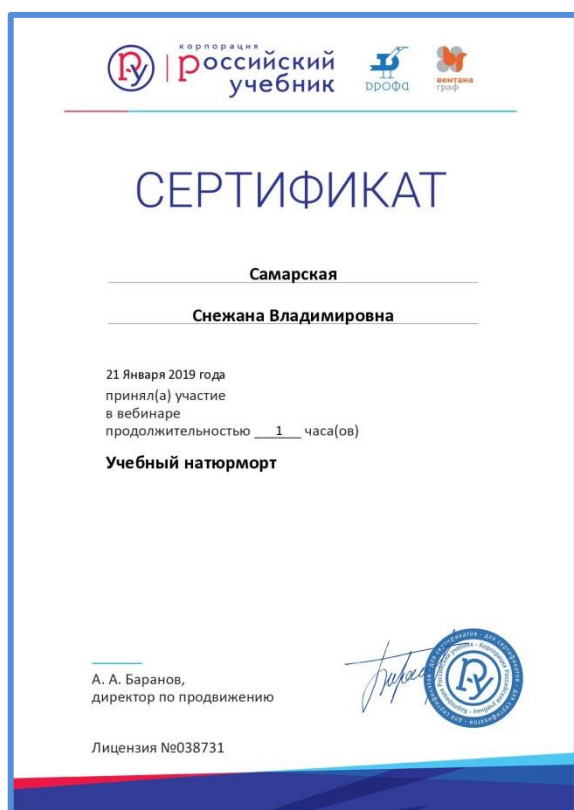 корпорация
российский
учебник
дрофа
вентана
граф
СЕРТИФИКАТ
Самарская
Снежана Владимировна
21 Января 2019 года
принял(а) участие
в вебинаре
продолжительностью ___1___ часа(ов)
Учебный натюрморт
А. А. Баранов,
директор по продвижению
Лицензия №038731